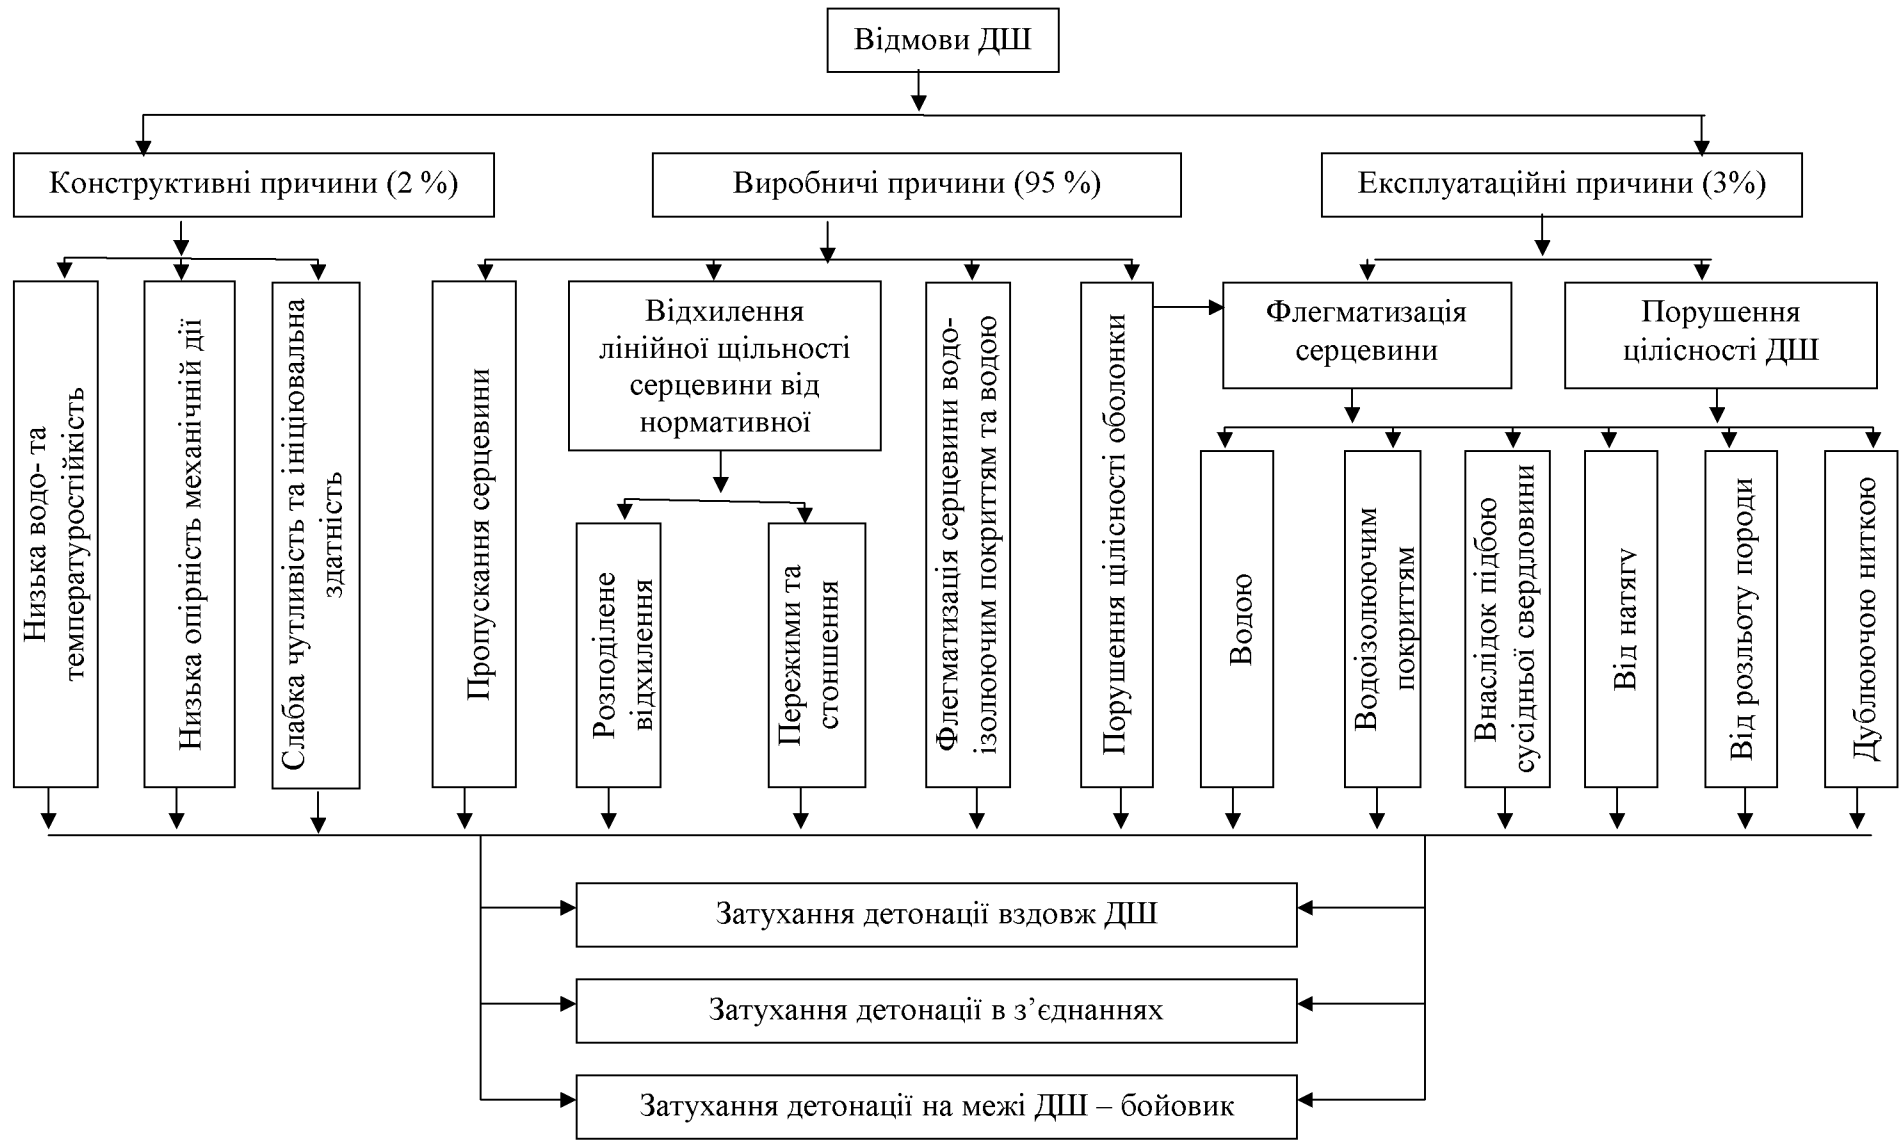 Відмови ДШ
Конструктивні причини (2 %)
Виробничі причини (95 %)
Експлуатаційні причини (3%)
Низька водо- та
температуростійкість
Низька опірність механічній дії
Слабка чутливість та ініціювальна
здатність
Пропускання серцевини
Відхилення
лінійної щільності
серцевини від
нормативної
Розподілене
відхилення
Пережими та
стоншення
Флегматизація серцевини водо-
ізолюючим покриттям та водою
Порушення цілісності оболонки
Флегматизація
серцевини
Порушення
цілісності ДШ
Водою
Водоізолюючим
покриттям
Внаслідок підбою
сусідньої свердловини
Від натягу
Від розльоту породи
Дублюючою ниткою
Затухання детонації вздовж ДШ
Затухання детонації в з’єднаннях
Затухання детонації на межі ДШ – бойовик